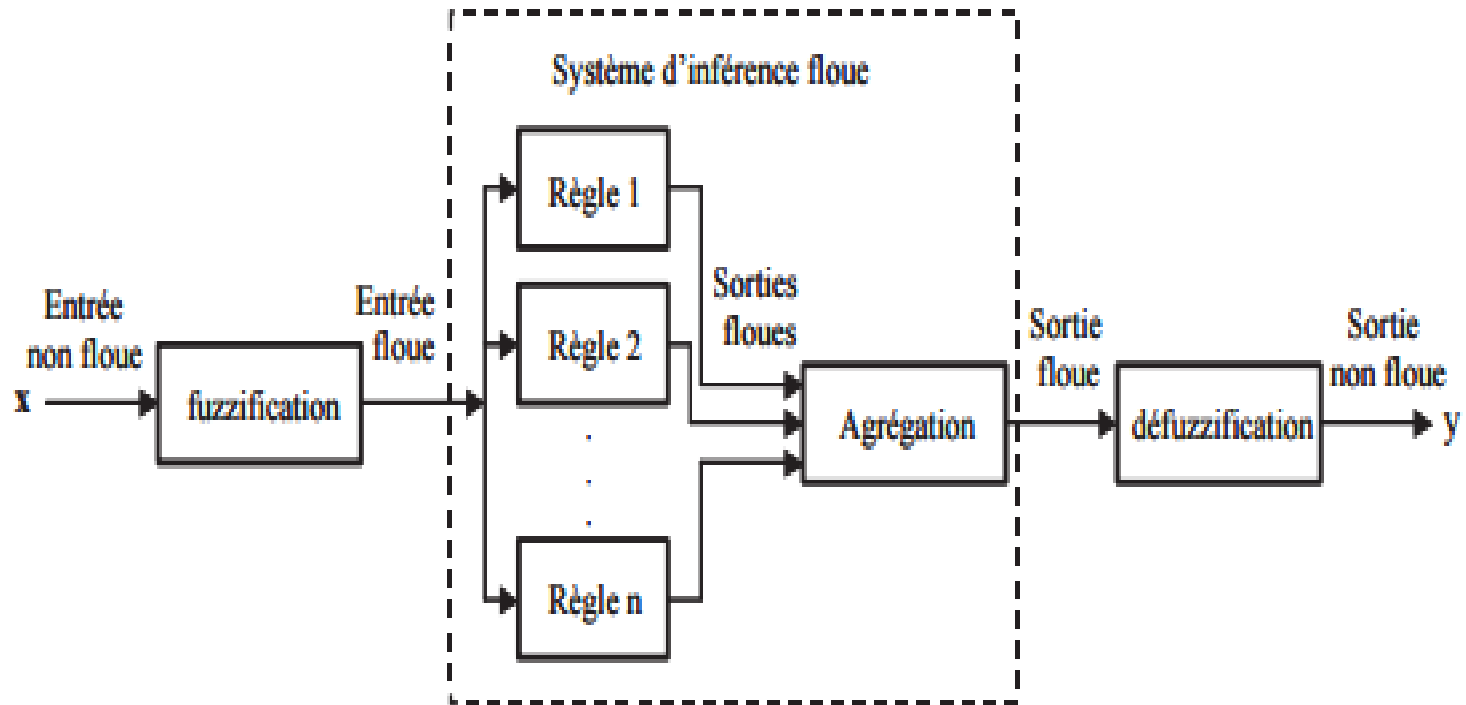 Système d'inférence floue
Règle 1
Sorties
floues
Entrée
non floue
Entrée
floue
Règle 2
Sortie
floue
Sortie
non floue
x
fuzzification
Agrégation
défuzzification
y
Règle n